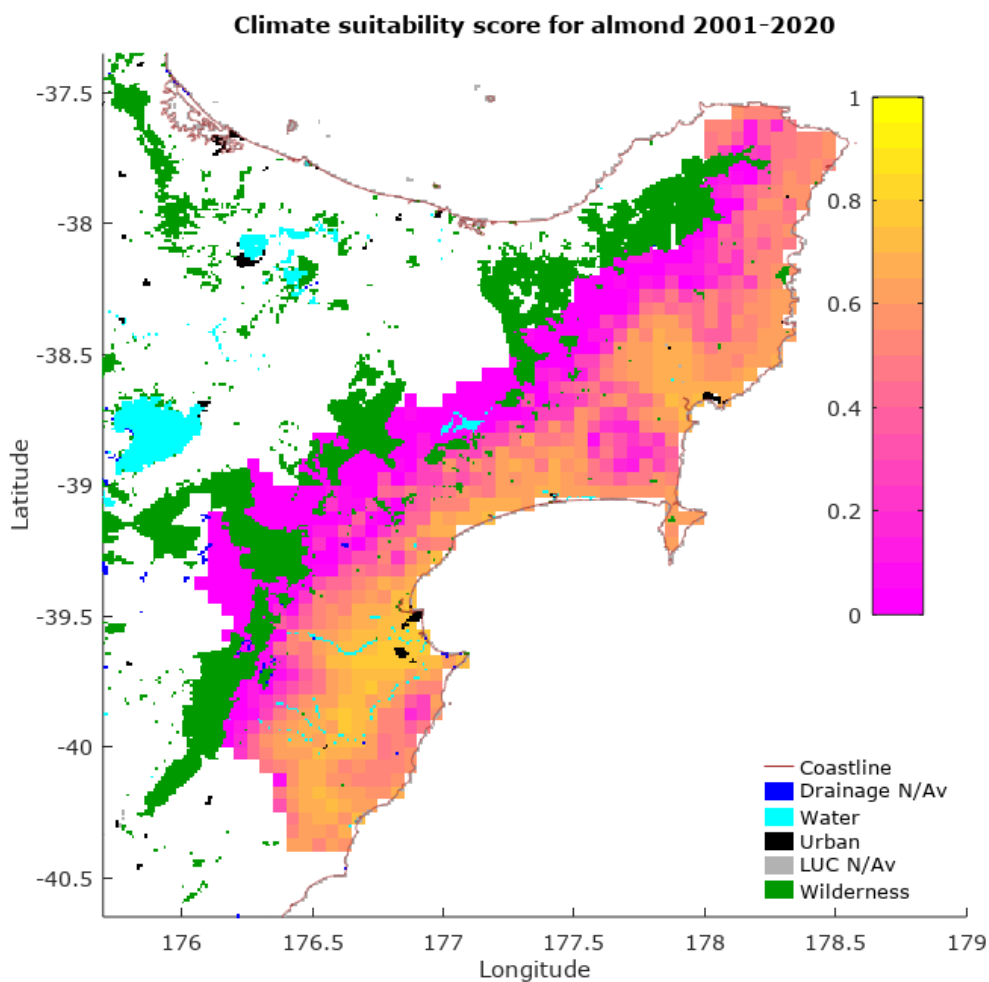 Climate suitability score for almond 2001-2020
-37.5
-38
-38.5
-39
-39.5
-40
-40.5
Latitude
176
176.5
177
177.5
178
178.5
179
Longitude
1
0.8
0.6
0.4
0.2
0
Coastline
Drainage N/Av
Water
Urban
LUC N/Av
Wilderness